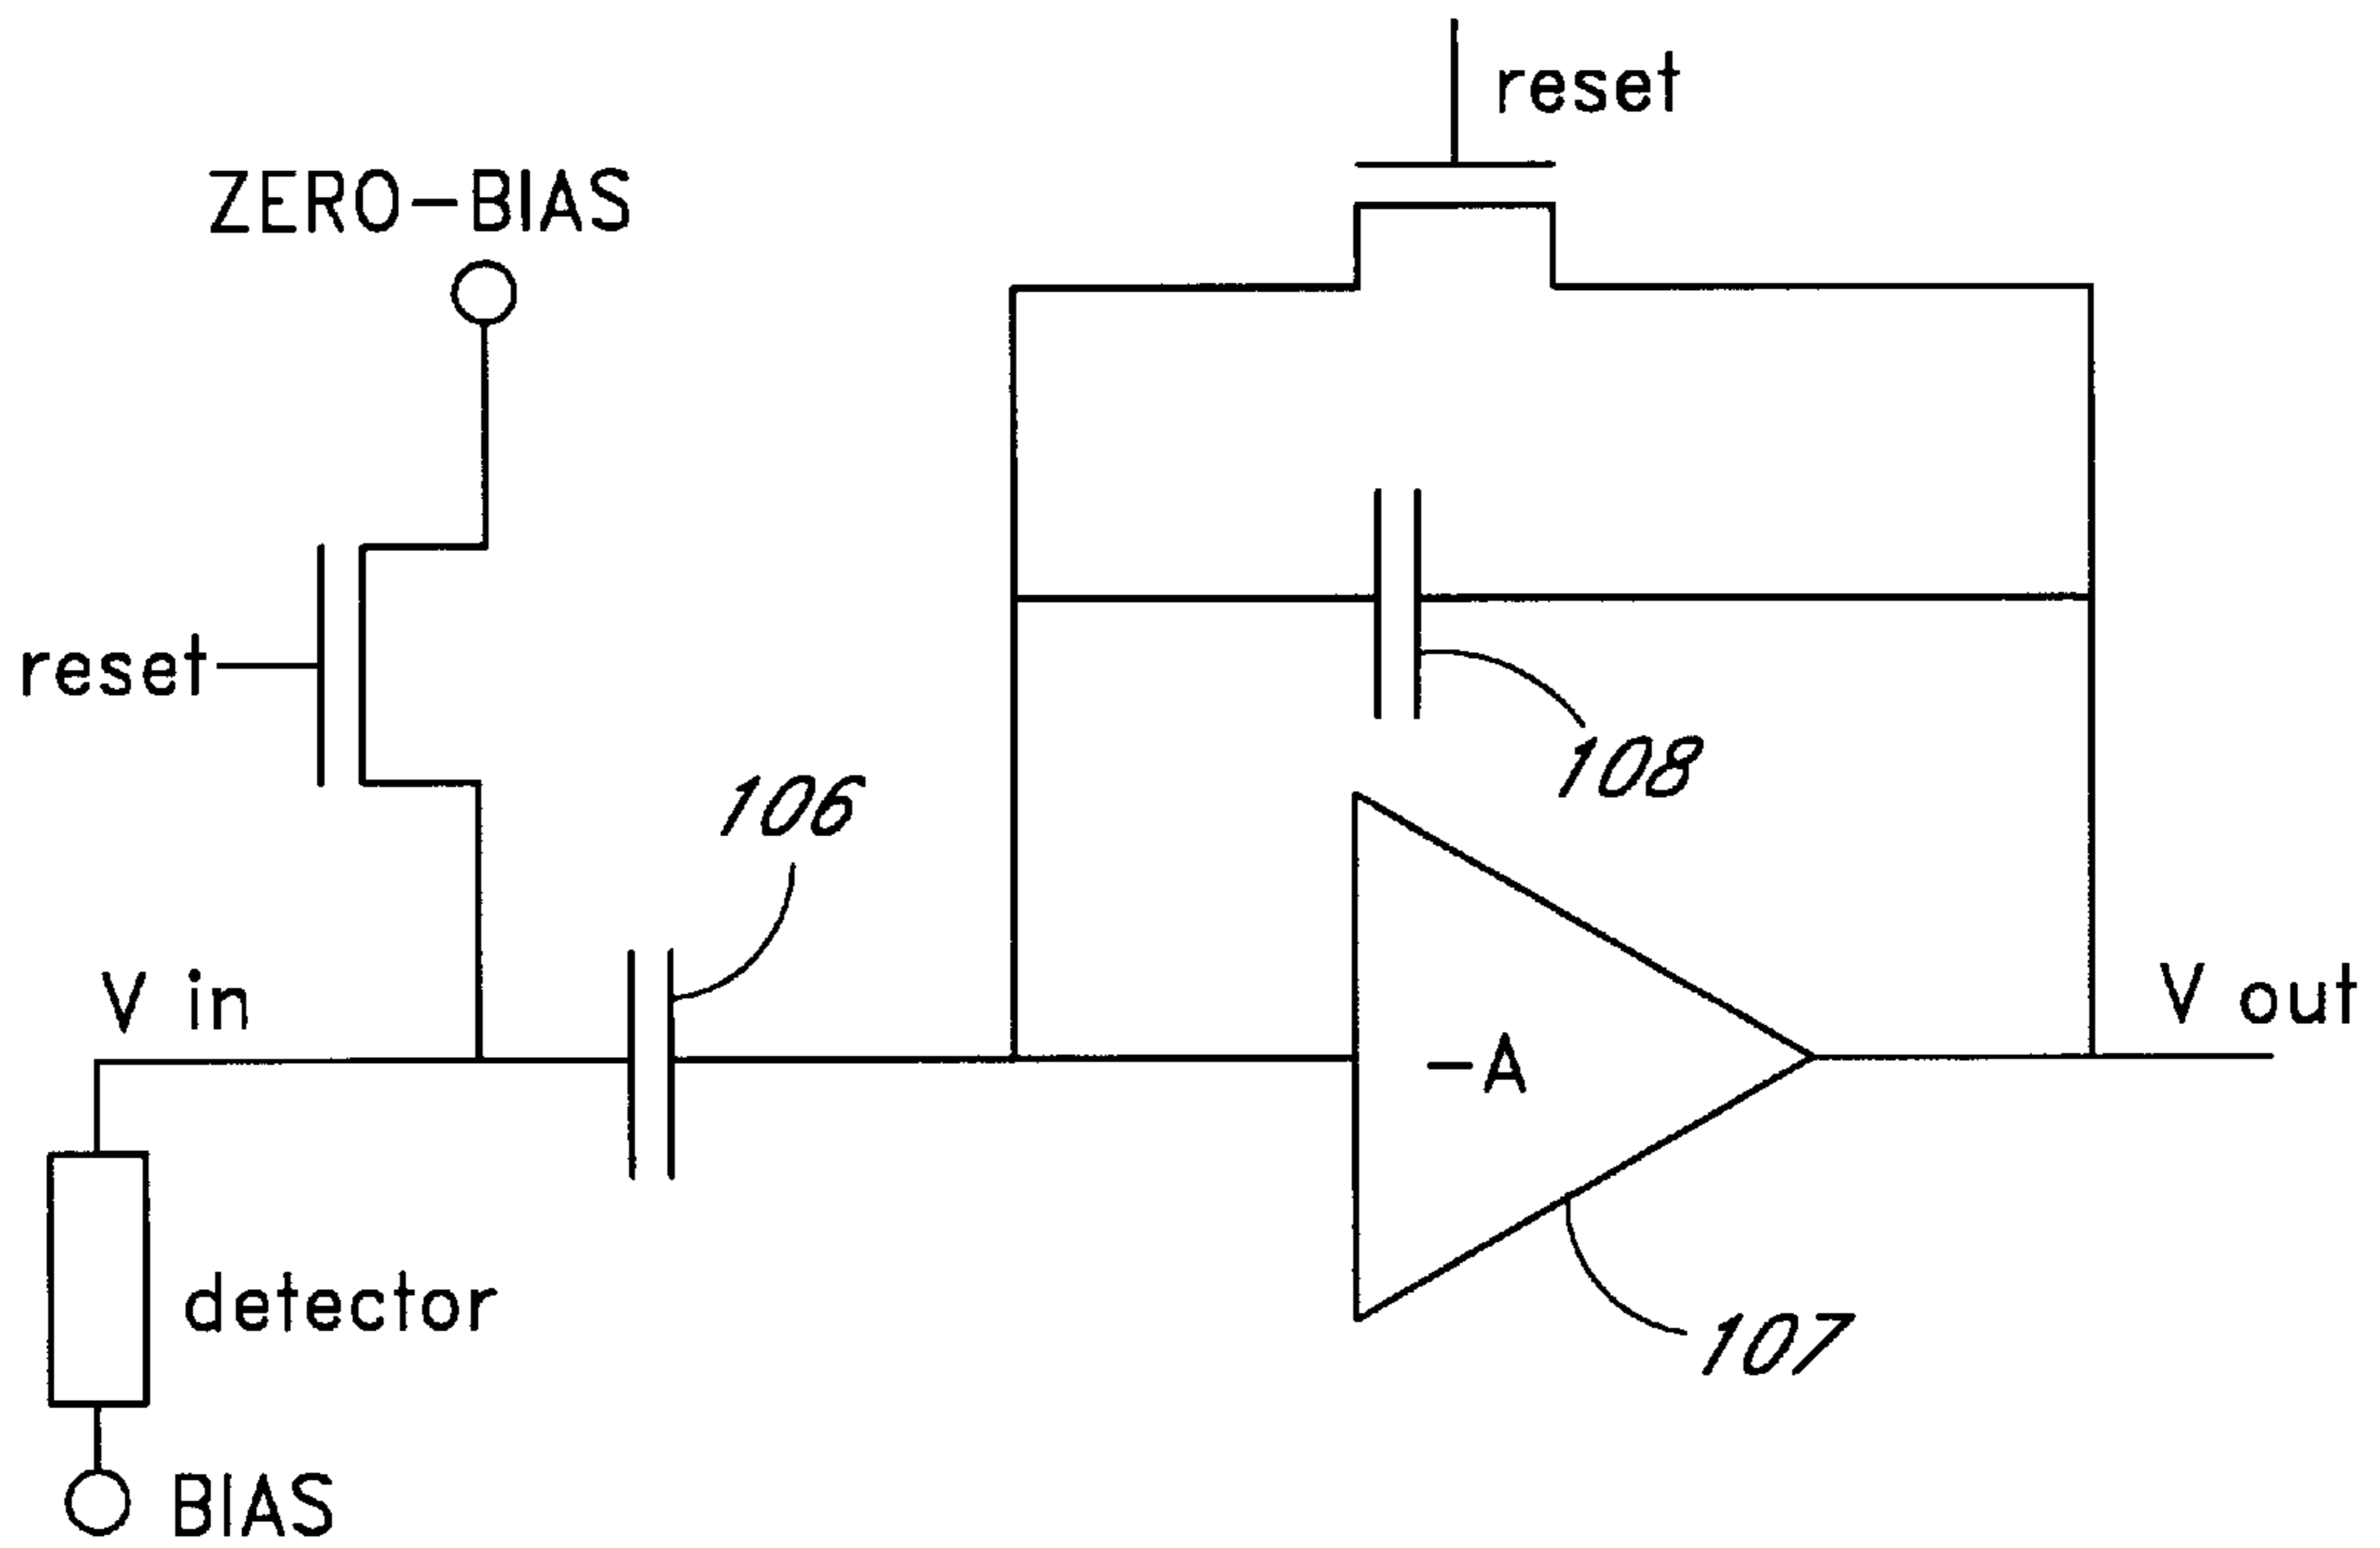 reset
ZERO-BIAS
reset
108
106
V in
V out
-A
detector
107
BIAS